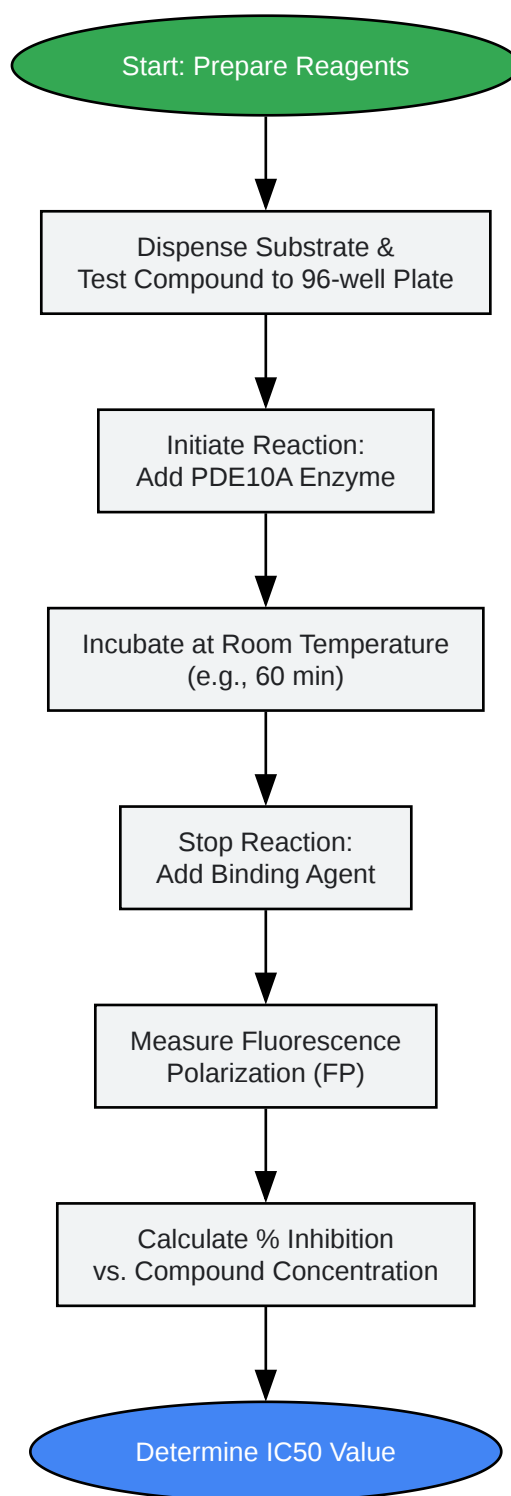 Start: Prepare Reagents
Dispense Substrate &
Test Compound to 96-well Plate
Initiate Reaction:
Add PDE10A Enzyme
Incubate at Room Temperature
(e.g., 60 min)
Stop Reaction:
Add Binding Agent
Measure Fluorescence
Polarization (FP)
Calculate % Inhibition
vs. Compound Concentration
Determine IC50 Value